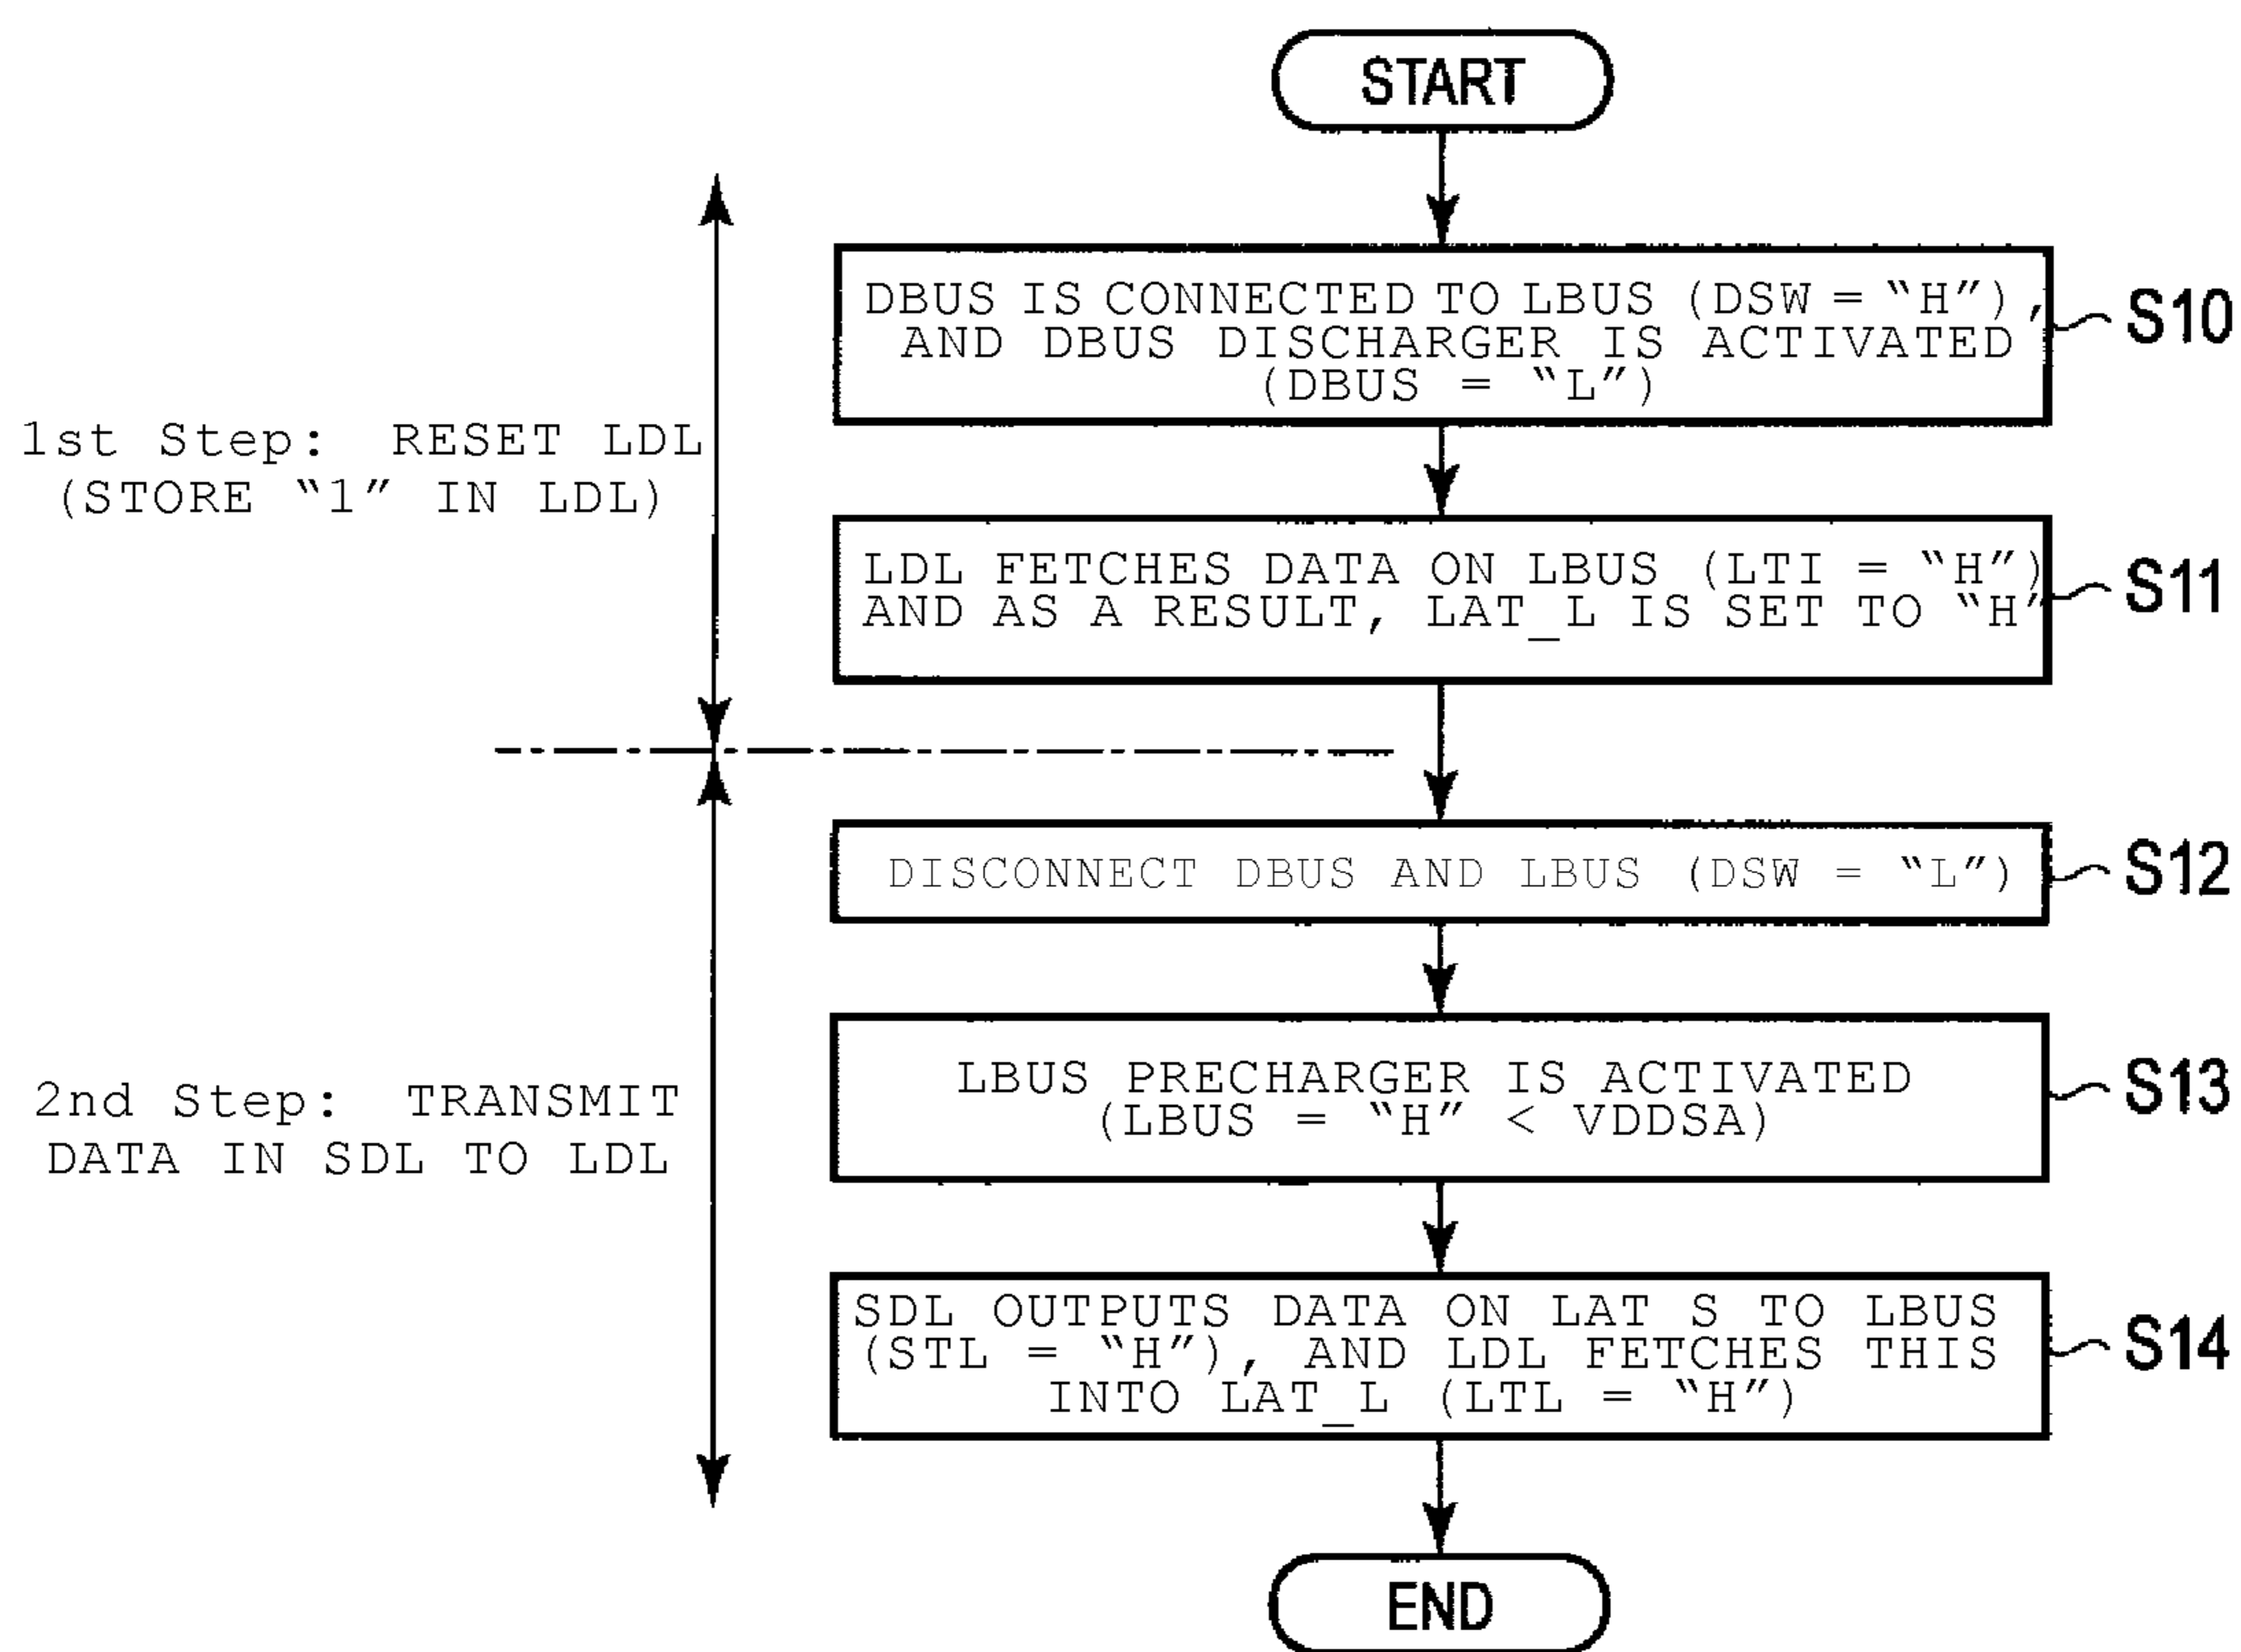 START
DBUS IS CONNECTED TO LBUS (DSW = “H”),
AND DBUS DISCHARGER IS ACTIVATED
(DBUS = “L”)
S10
1st Step: RESET LDL
(STORE “1” IN LDL)
LDL FETCHES DATA ON LBUS (LTI = “H”)
AND AS A RESULT, LAT_L IS SET TO “H’
S11
DISCONNECT DBUS AND LBUS (DSW = “L”)
S12
2nd Step: TRANSMIT
DATA IN SDL TO LDL
LBUS PRECHARGER IS ACTIVATED
(LBUS = “H” < VDDSA)
S13
SDL OUTPUTS DATA ON LAT S TO LBUS
(STL = “H”), AND LDL FETCHES THIS
INTO LAT_L (LTL = “H”)
S14
END